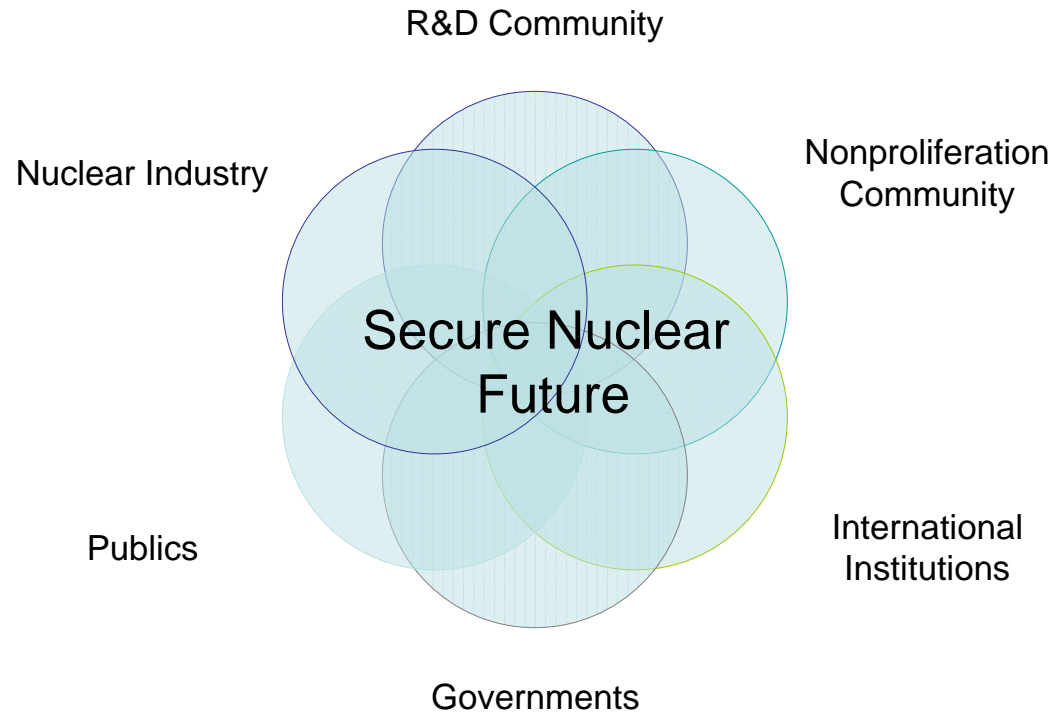 R&D Community
Nuclear Industry
Nonproliferation
Community
Secure Nuclear
Future
Publics
International
Institutions
Governments